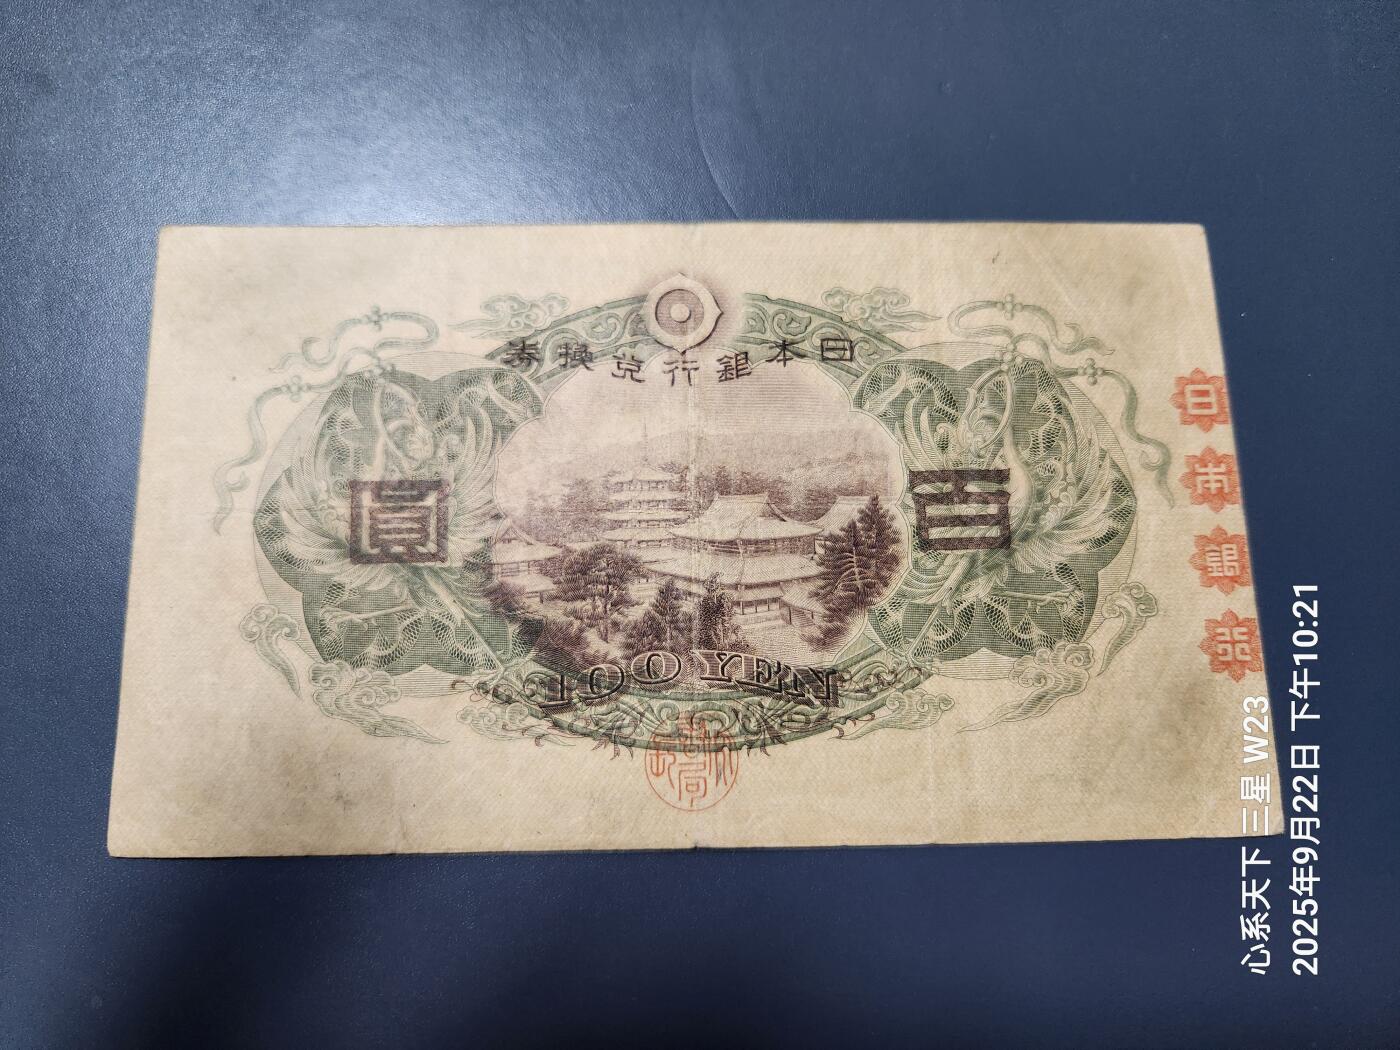 券換兌行銀本日
圓
百
100 YEN
日
本
銀
行
心系天下 三星 W23
2025年9月22日 下午10:21